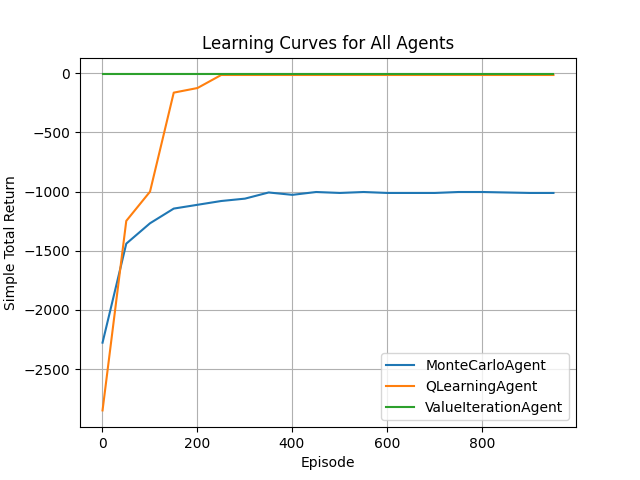 Learning Curves for All Agents
Simple Total Return
0
−500
−1000
−1500
−2000
−2500
0
200
400
600
800
Episode
MonteCarloAgent
QLearningAgent
ValueIterationAgent